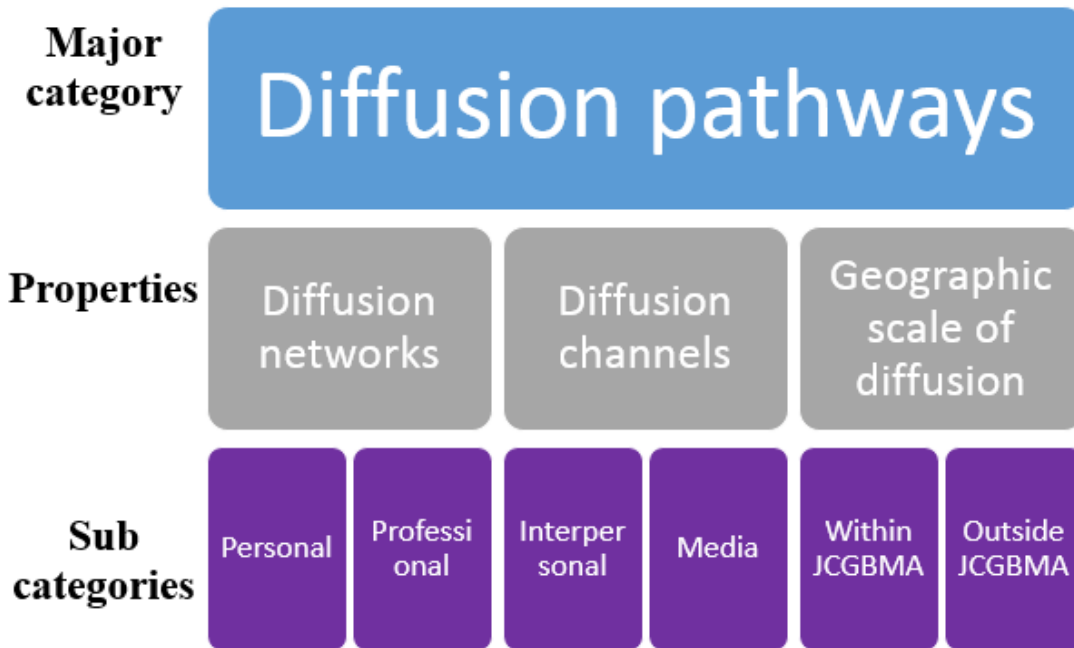 Major
category
Diffusion pathways
Properties
Diffusion
networks
Diffusion
channels
Geographic
scale of
diffusion
Sub
categories
Personal
Professi
onal
Interper
sonal
Media
Within
JCGBMA
Outside
JCGBMA